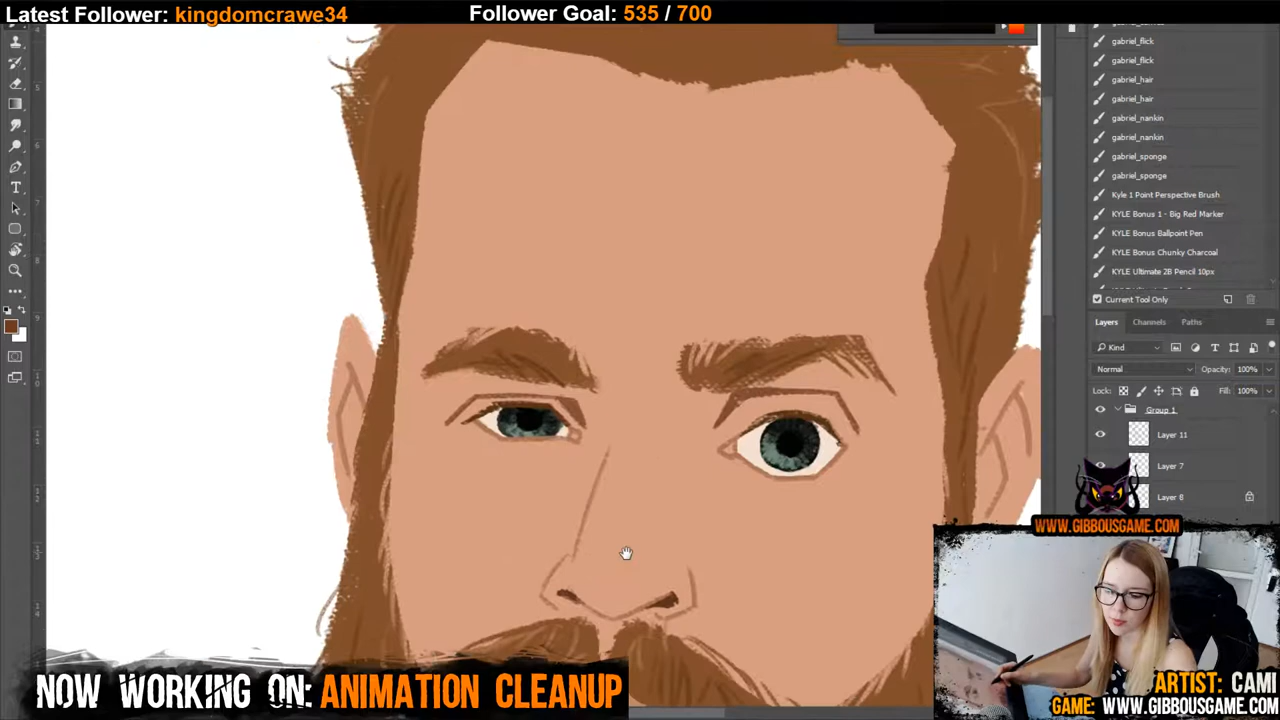 Latest Follower: kingdomcrawe34
Follower Goal: 535 / 700
gabriel_flick
gabriel_flick
gabriel_hair
gabriel_hair
gabriel_nankin
gabriel_nankin
gabriel_sponge
gabriel_sponge
Kyle 1 Point Perspective Brush
KYLE Bonus 1 - Big Red Marker
KYLE Bonus Ballpoint Pen
KYLE Bonus Chunky Charcoal
KYLE Ultimate 2B Pencil 10px
Current Tool Only
Layers Channels Paths
Kind
Normal Opacity: 100%
Lock: Fill: 100%
Group 1
Layer 11
Layer 7
Layer 8
WWW.GIBBOUSGAME.COM
NOW WORKING ON: ANIMATION CLEANUP
ARTIST: CAMI
GAME: WWW.GIBBOUSGAME.COM